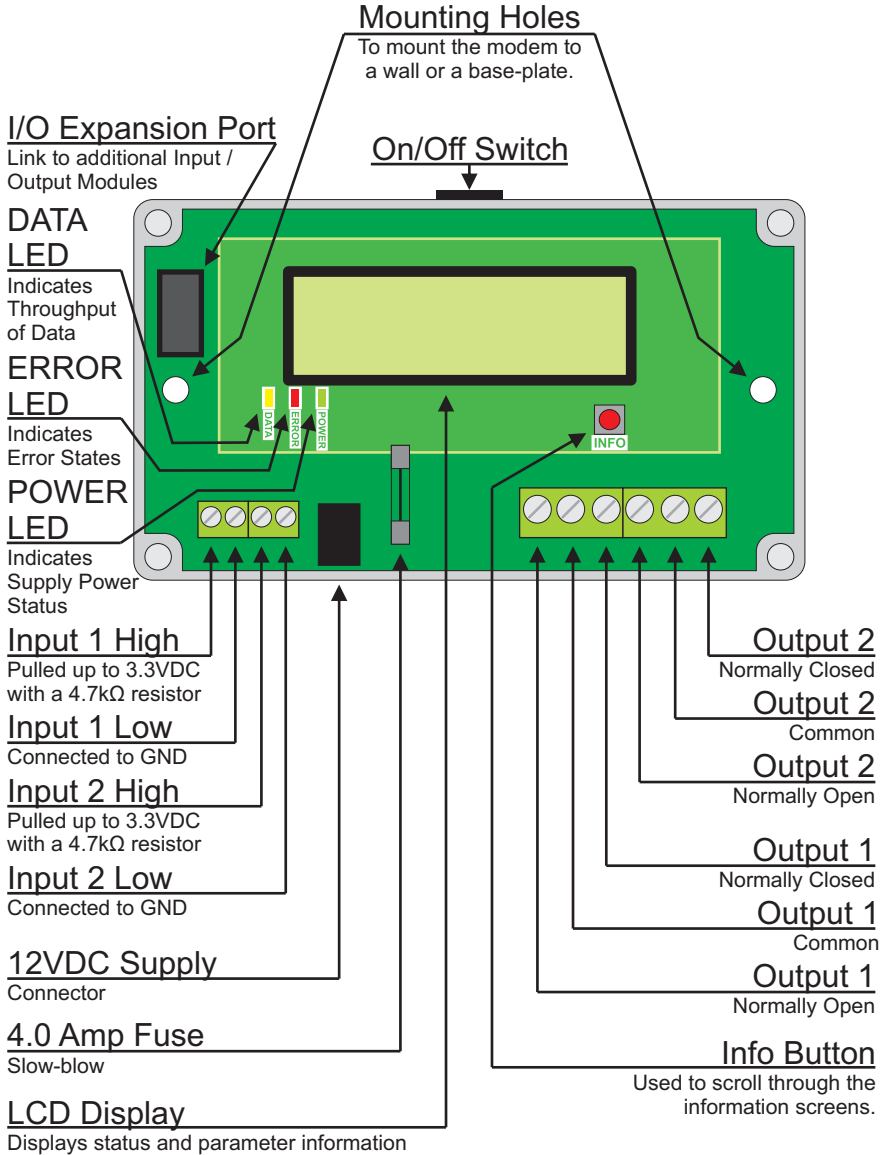 Mounting Holes
To mount the modem to
a wall or a base-plate.
I/O Expansion Port
Link to additional Input /
Output Modules
On/Off Switch
DATA
LED
Indicates
Throughput
of Data
ERROR
LED
Indicates
Error States
POWER
LED
Indicates
Supply Power
Status
DATA
ERROR
POWER
INFO
Input 1 High
Pulled up to 3.3VDC
with a 4.7kΩ resistor
Input 1 Low
Connected to GND
Input 2 High
Pulled up to 3.3VDC
with a 4.7kΩ resistor
Input 2 Low
Connected to GND
12VDC Supply
Connector
4.0 Amp Fuse
Slow-blow
LCD Display
Displays status and parameter information
Output 2
Normally Closed
Output 2
Common
Output 2
Normally Open
Output 1
Normally Closed
Output 1
Common
Output 1
Normally Open
Info Button
Used to scroll through the
information screens.